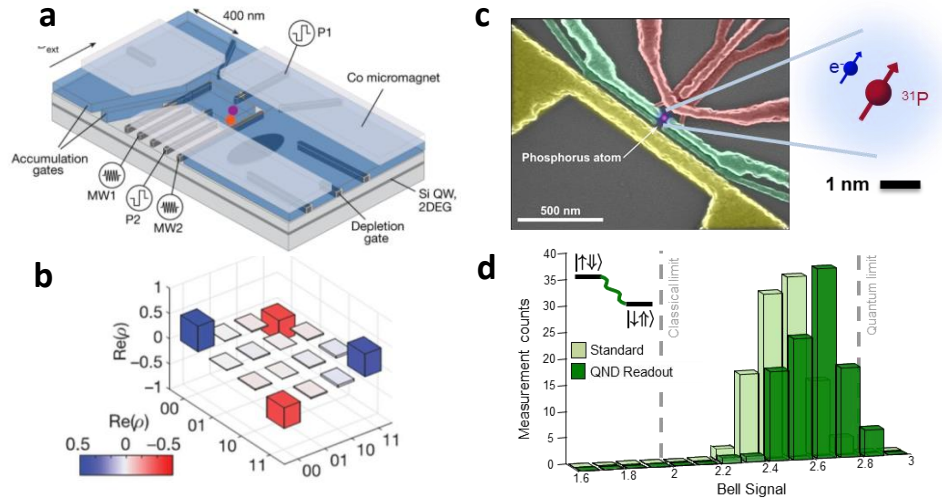 a
400 nm
P1
ext
Co micromagnet
Accumulation
gates
MW1
P2
MW2
Si QW,
2DEG
Depletion
gate
b
Re(ρ)
1
0.5
0
−0.5
−1
00
01
10
11
00
01
10
11
Re(ρ)
0.5 0 −0.5
c
Phosphorus atom
500 nm
e⁻
³¹P
1 nm
d
|↑⇓⟩
|↓⇑⟩
Classical limit
Quantum limit
Standard
QND Readout
Measurement counts
40
35
30
25
20
15
10
5
0
1.6 1.8 2 2.2 2.4 2.6 2.8 3
Bell Signal